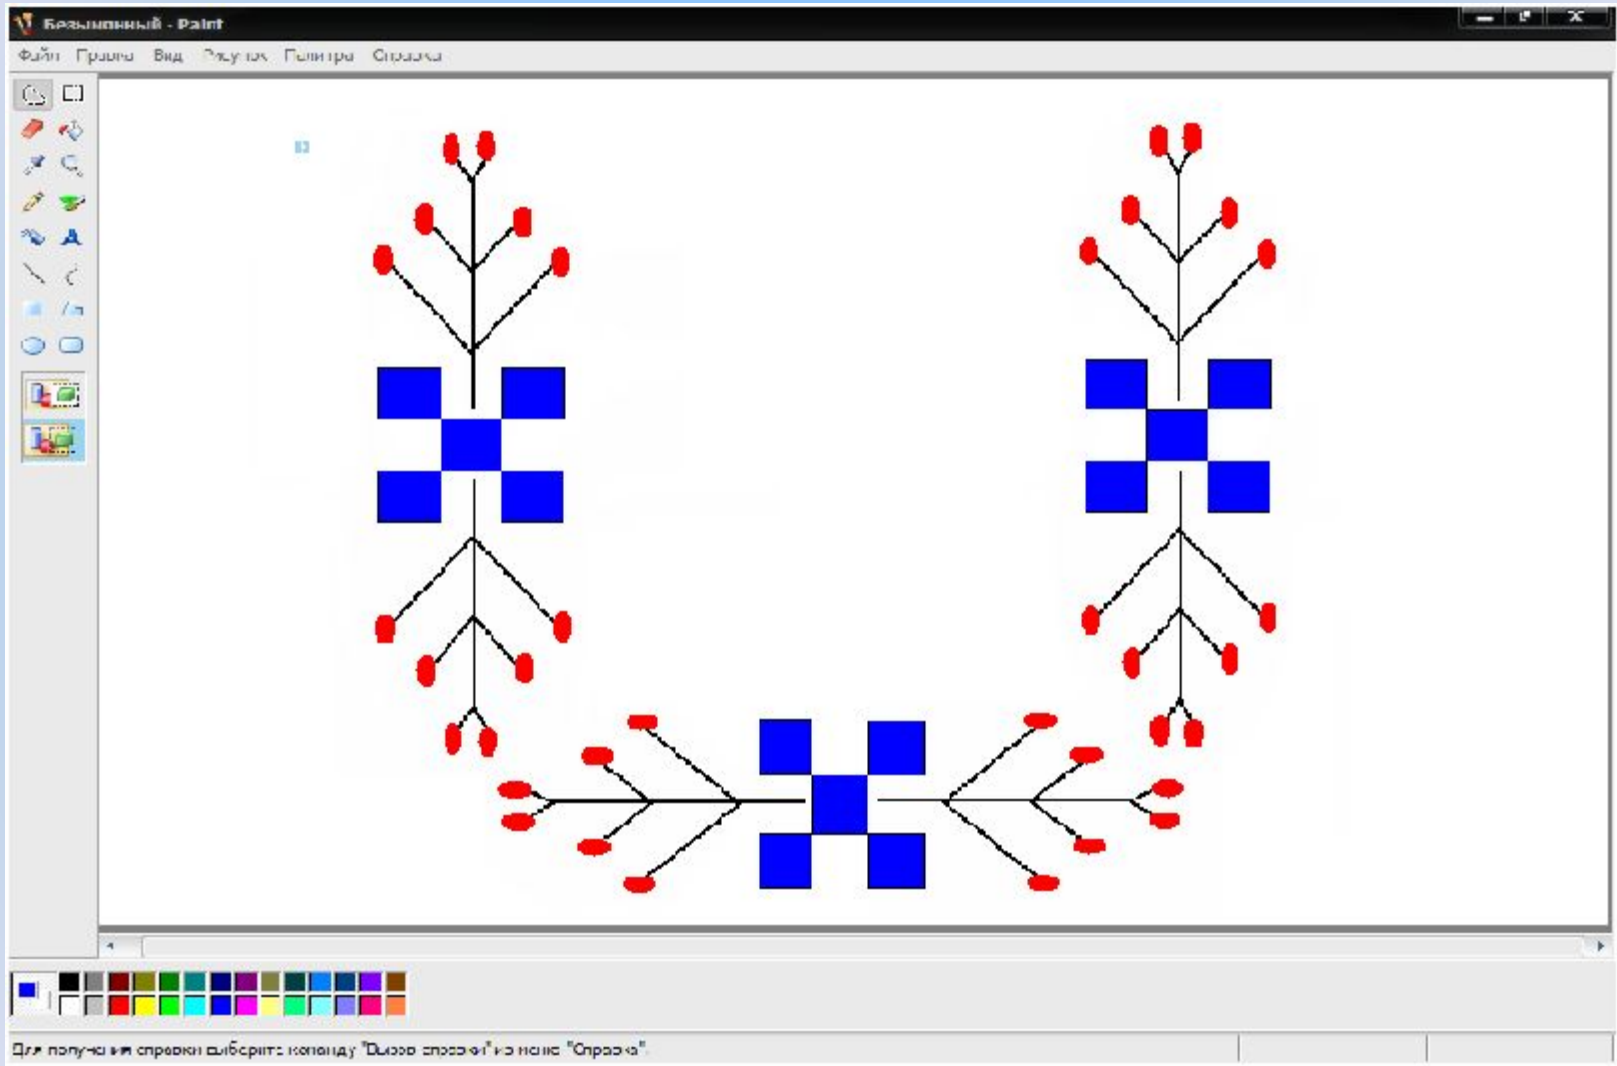 Безымянный - Paint
Файл Правка Вид Рисунок Палитра Справка
Для получения справки выберите команду "Вызов справки" из меню "Справка".